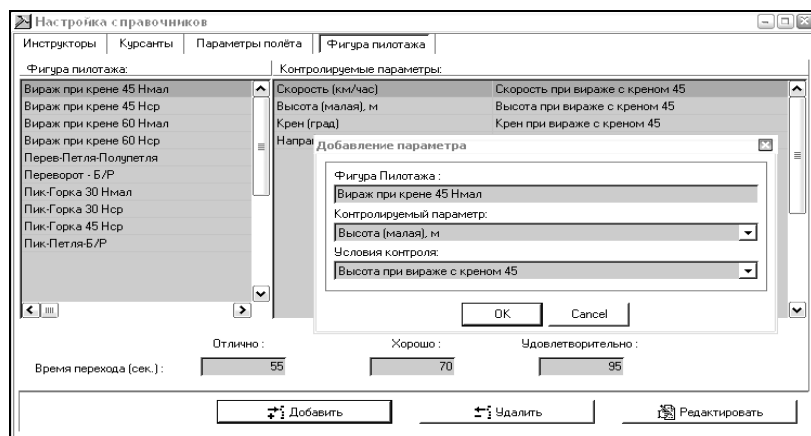 Настройка справочников
Инструкторы Курсанты Параметры полёта Фигура пилотажа
Фигура пилотажа: Контролируемые параметры:
Вираж при крене 45 Нмал Скорость (км/час) Скорость при вираже с креном 45
Вираж при крене 45 Нср Высота (малая), м Высота при вираже с креном 45
Вираж при крене 60 Нмал Крен (град) Крен при вираже с креном 45
Вираж при крене 60 Нср
Перев-Петля-Полупетля
Переворот - Б/Р
Пик-Горка 30 Нмал
Пик-Горка 30 Нср
Пик-Горка 45 Нср
Пик-Петля-Б/Р
Добавление параметра
Фигура Пилотажа :
Вираж при крене 45 Нмал
Контролируемый параметр:
Высота (малая), м
Условия контроля:
Высота при вираже с креном 45
OK Cancel
Отлично : Хорошо : Удовлетворительно :
Время перехода (сек.) : 55 70 95
Добавить Удалить Редактировать